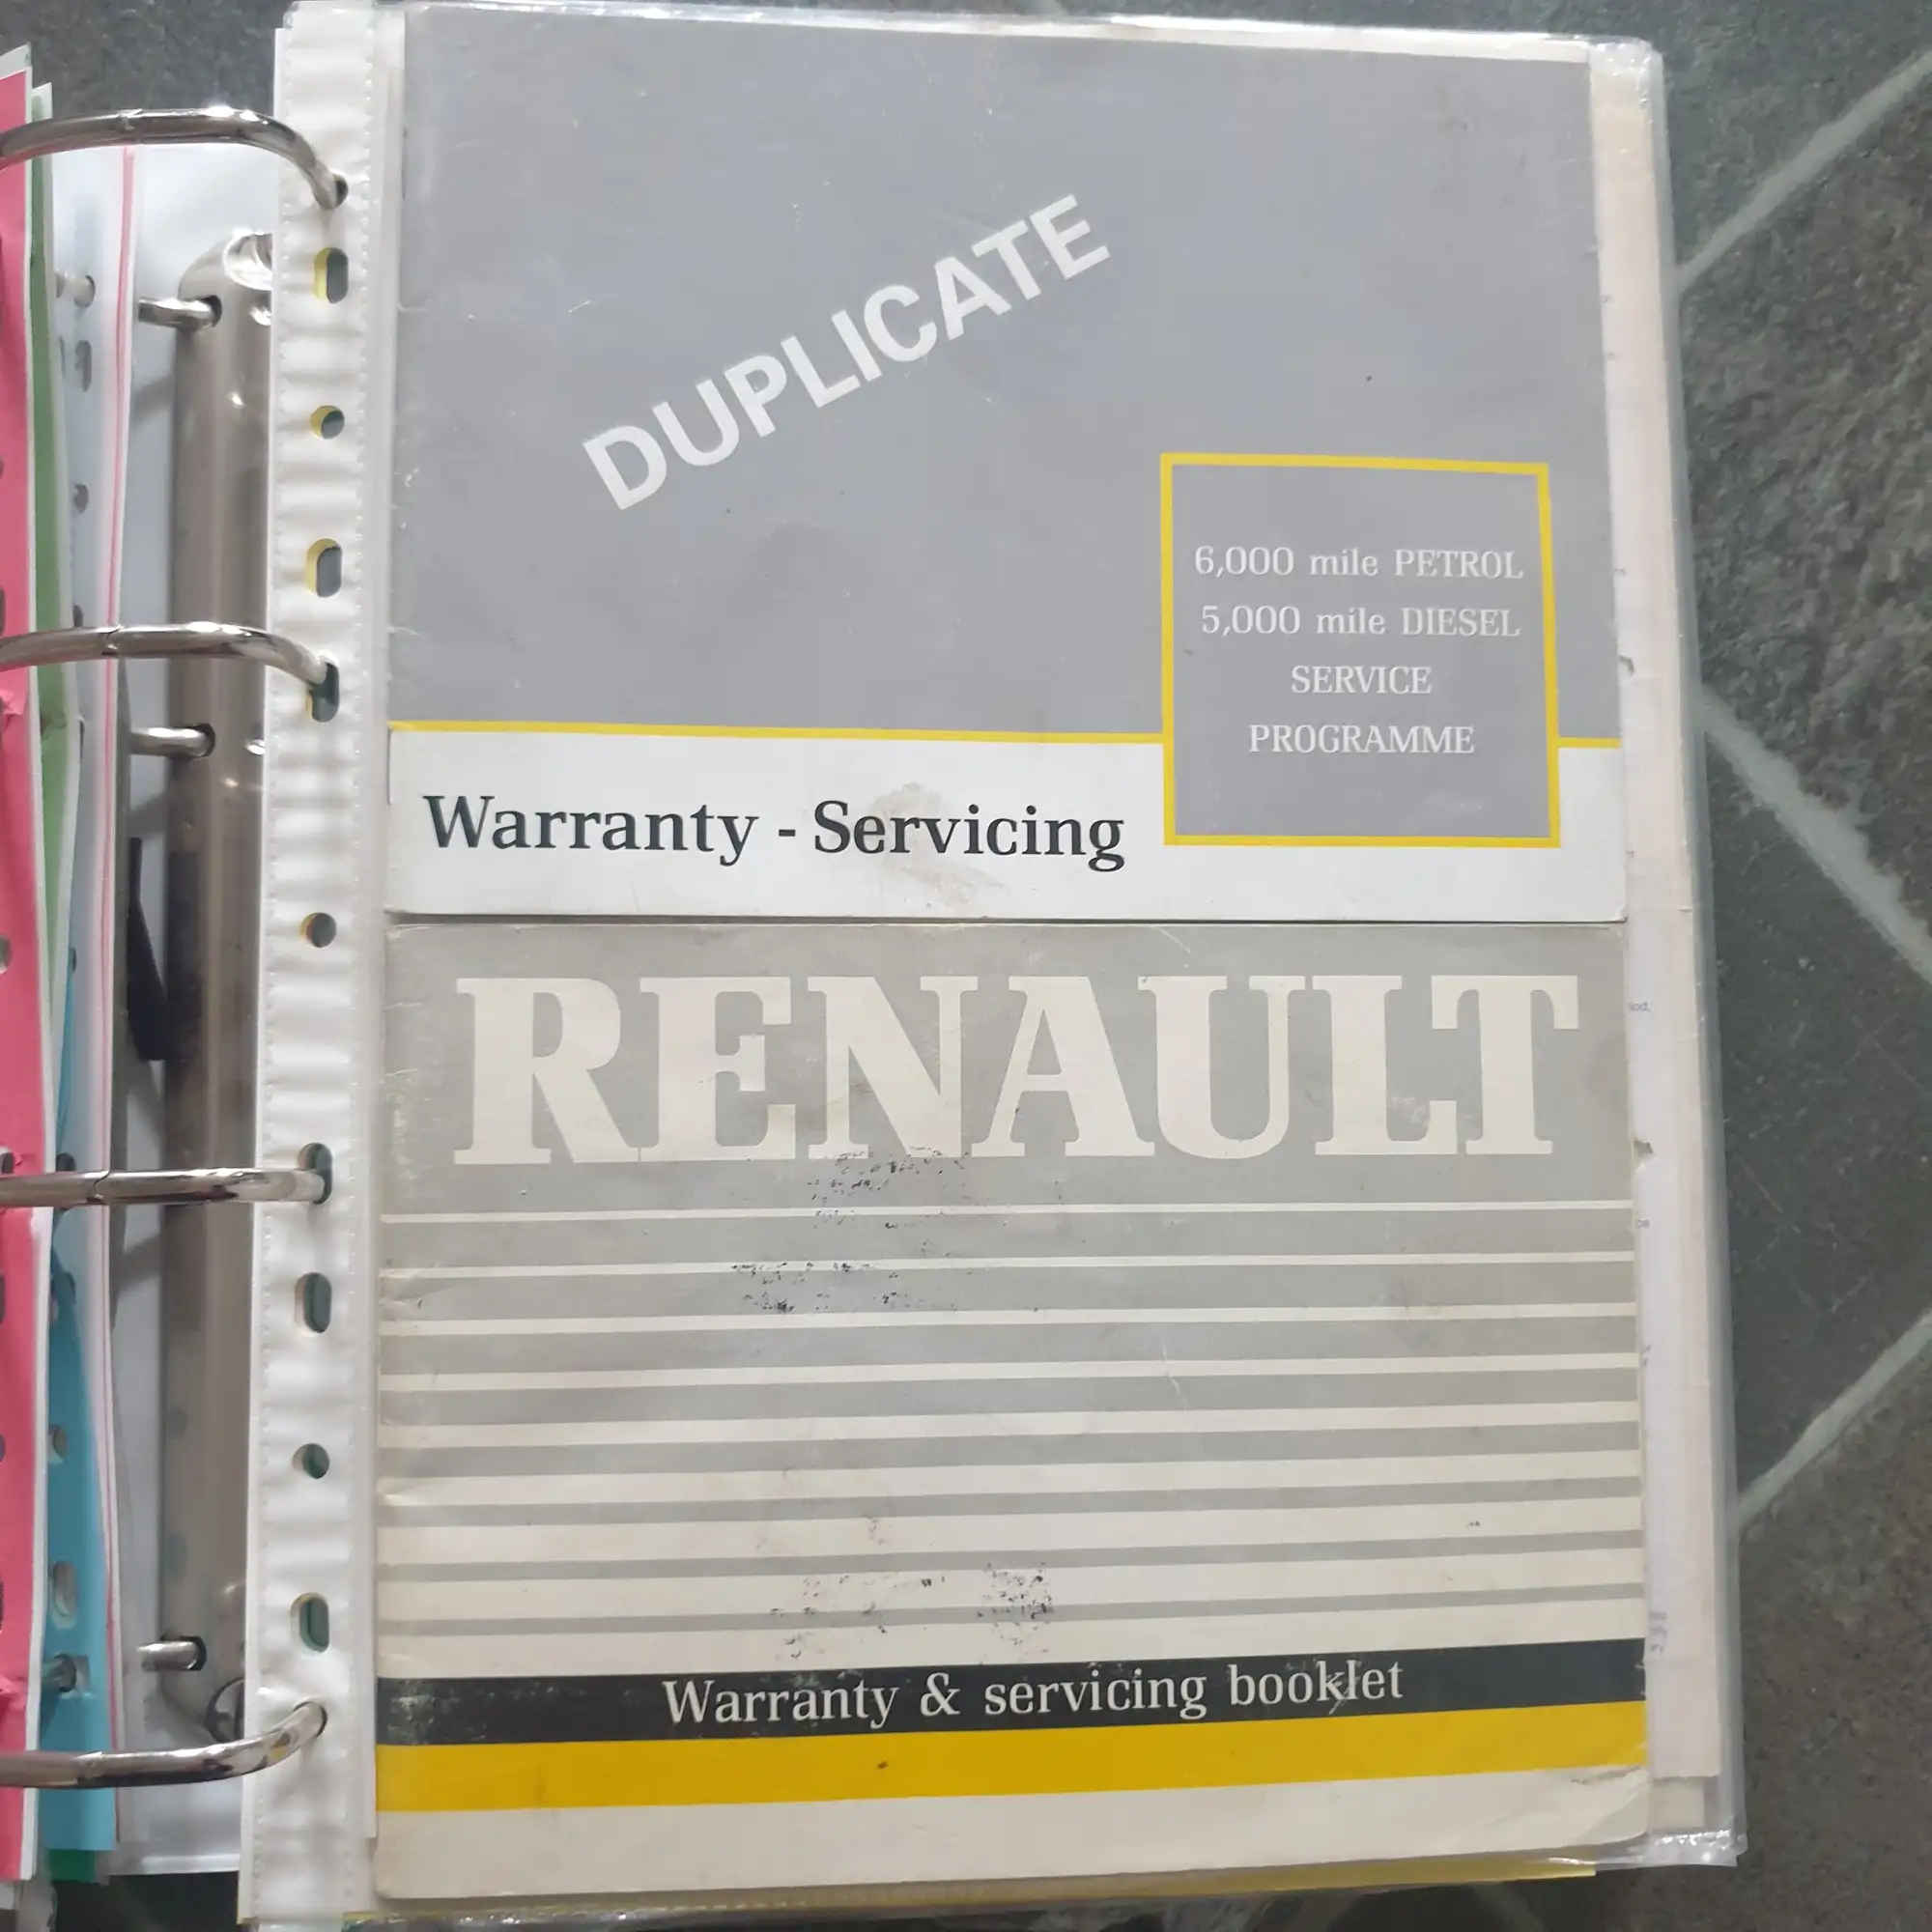 DUPLICATE
6,000 mile PETROL
5,000 mile DIESEL
SERVICE
PROGRAMME
Warranty - Servicing
RENAULT
Warranty & servicing booklet